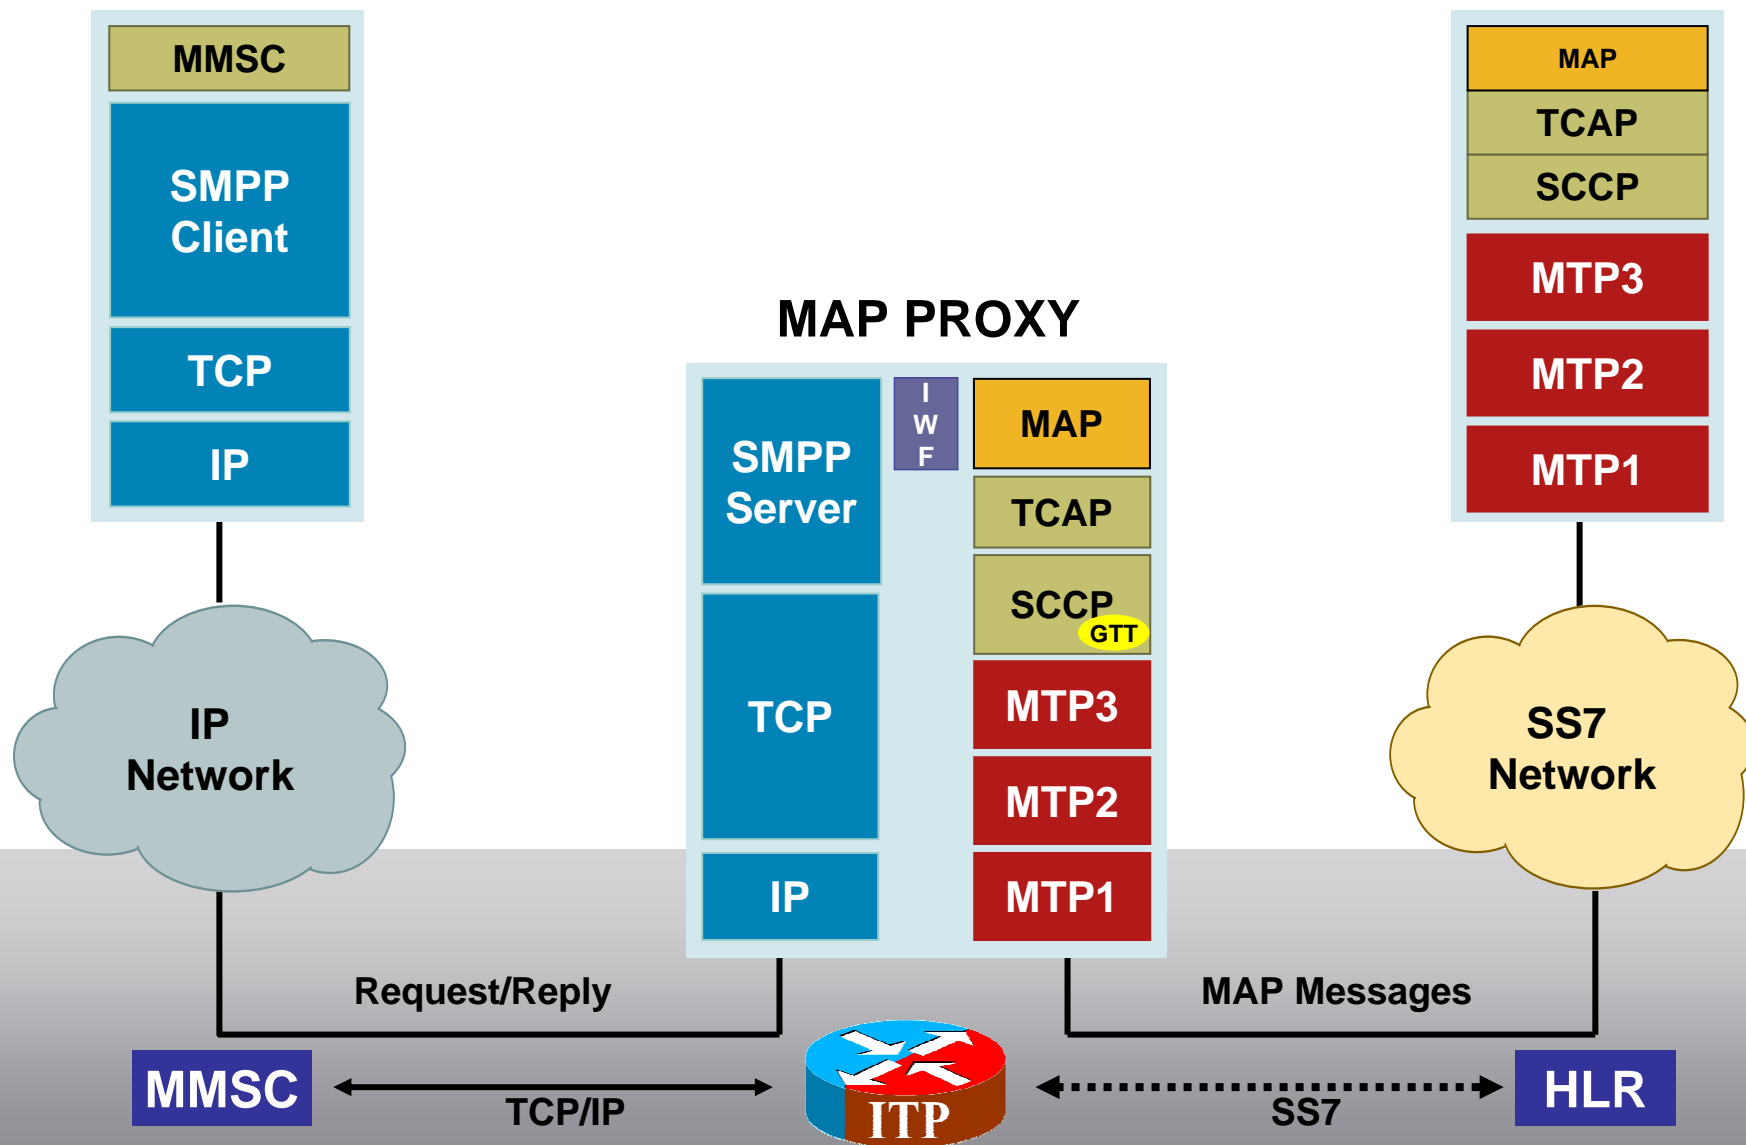 MMSC
SMPP
Client
TCP
IP
IP
Network
MAP PROXY
SMPP
Server
TCP
IP
I
W
F
MAP
TCAP
SCCP
GTT
MTP3
MTP2
MTP1
MAP
TCAP
SCCP
MTP3
MTP2
MTP1
SS7
Network
Request/Reply
MAP Messages
MMSC
TCP/IP
ITP
SS7
HLR